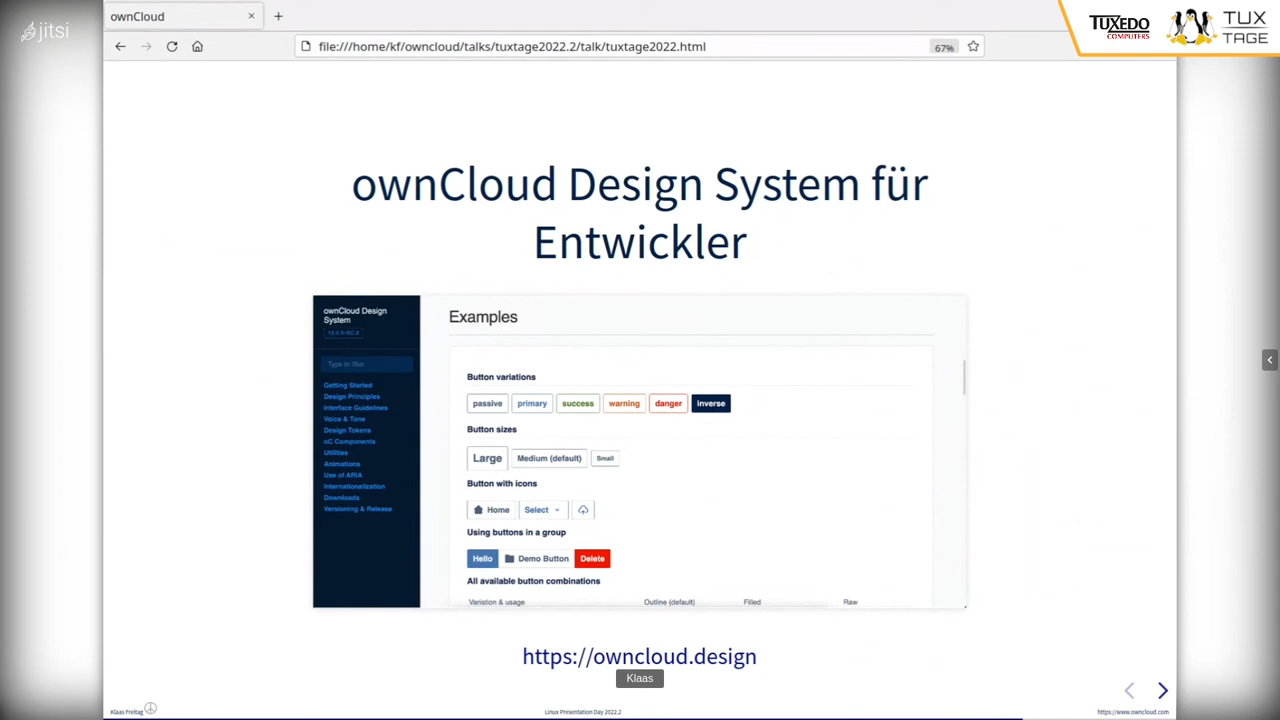 jitsi
ownCloud
TUXEDO
COMPUTERS
TUX
TAGE
file:///home/kf/owncloud/talks/tuxtage2022.2/talk/tuxtage2022.html
67%
ownCloud Design System für
Entwickler
ownCloud Design
System
Type to filter
Getting Started
Design Principles
Interface Guidelines
Voice & Tone
Design Tokens
oC Components
Utilities
Animations
Use of ARIA
Internationalization
Downloads
Versioning & Release
Examples
Button variations
passive primary success warning danger inverse
Button sizes
Large Medium (default) Small
Button with icons
Home Select
Using buttons in a group
Hello Demo Button Delete
All available button combinations
Variation & usage Outline (default) Filled Raw
https://owncloud.design
Klaas
Klaas Freitag
Linux Presentation Day 2022.2
https://www.owncloud.com